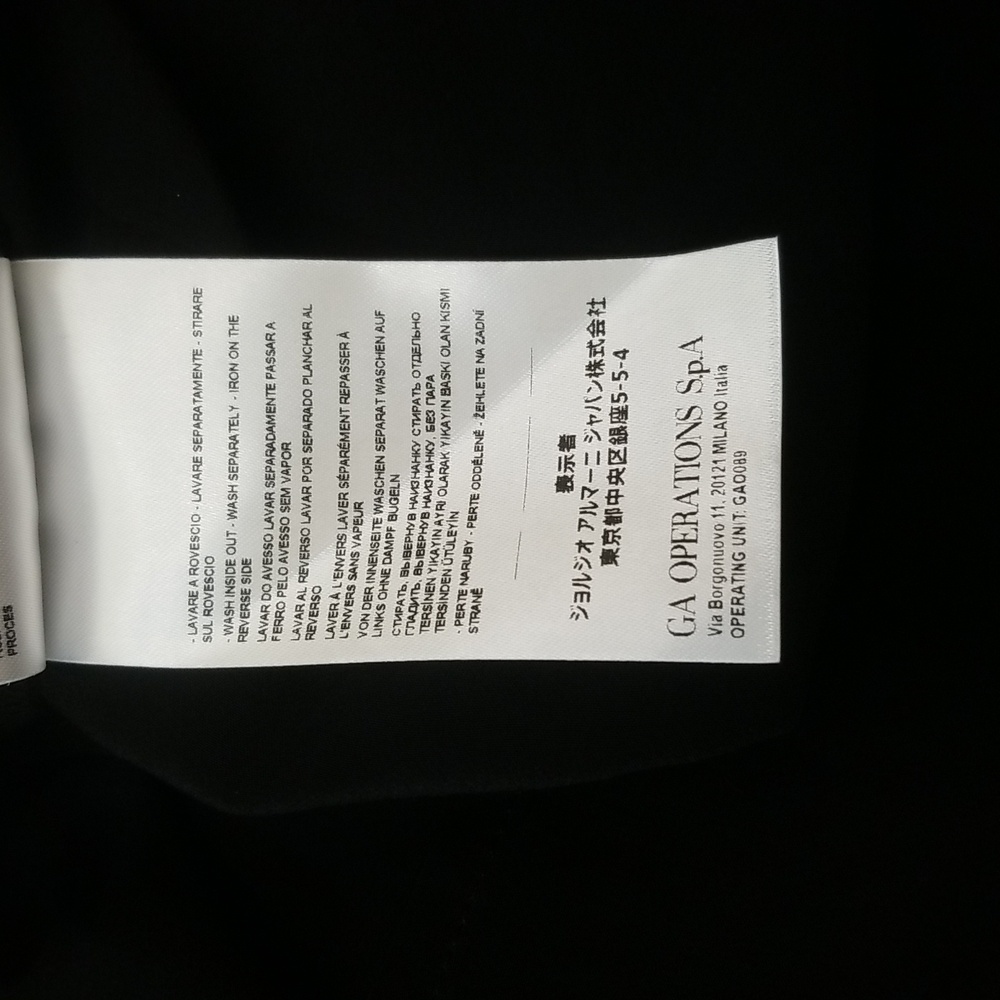 PROCES
- LAVARE A ROVESCIO - LAVARE SEPARATAMENTE - STIRARE
SUL ROVESCIO
- WASH INSIDE OUT - WASH SEPARATELY - IRON ON THE
REVERSE SIDE
LAVAR DO AVESSO LAVAR SEPARADAMENTE PASSAR A
FERRO PELO AVESSO SEM VAPOR
LAVAR AL REVERSO LAVAR POR SEPARADO PLANCHAR AL
REVERSO
LAVER À L'ENVERS LAVER SÉPARÉMENT REPASSER À
L'ENVERS SANS VAPEUR
VON DER INNENSEITE WASCHEN SEPARAT WASCHEN AUF
LINKS OHNE DAMPF BUGELN
СТИРАТЬ, ВЫВЕРНУВ НАИЗНАНКУ СТИРАТЬ ОТДЕЛЬНО
ГЛАДИТЬ, ВЫВЕРНУВ НАИЗНАНКУ, БЕЗ ПАРА
TERSİNEN YIKAYIN AYRI OLARAK YIKAYIN BASKI OLAN KISMI
TERSINDEN ÜTÜLEYİN
- PERTE NARUBY - PERTE ODDĚLENĚ - ŽEHLETE NA ZADNÍ
STRANĚ
表示者
ジョルジオ アルマーニ ジャパン株式会社
東京都中央区銀座5-5-4
GA OPERATIONS S.p.A
Via Borgonuovo 11, 20121 MILANO Italia
OPERATING UNIT: GA0089